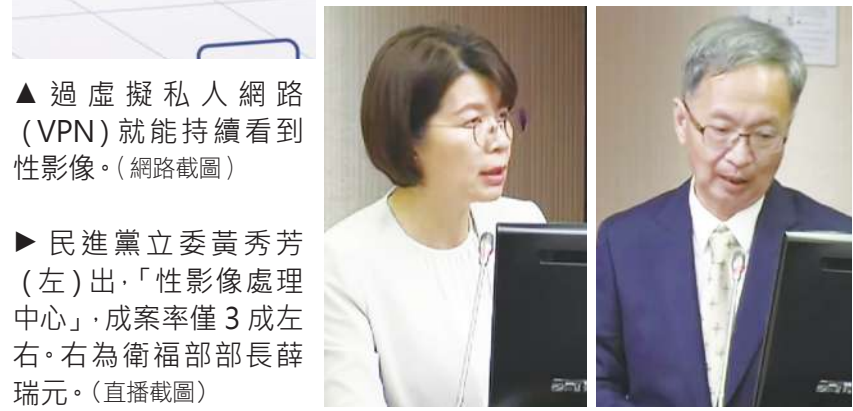 ▲過虛擬私人網路
(VPN)就能持續看到
性影像。(網路截圖)
▶民進黨立委黃秀芳
(左)出,「性影像處理
中心」,成案率僅3成左
右。右為衛福部部長薛
瑞元。(直播截圖)